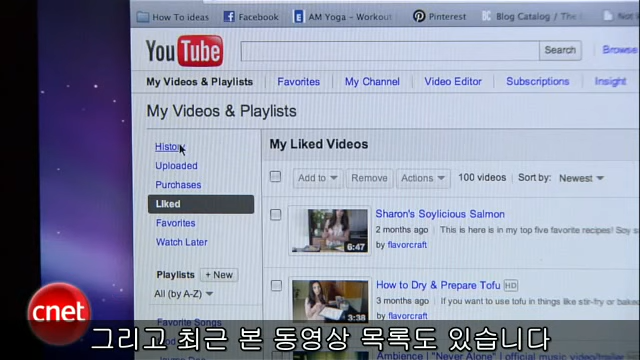 How To ideas Facebook AM Yoga – Workout Pinterest Blog Catalog / The Not
YouTube Search Browse
My Videos & Playlists Favorites My Channel Video Editor Subscriptions Insight
My Videos & Playlists
History
Uploaded
Purchases
Liked
Favorites
Watch Later
Playlists + New
All (by A-Z)
Favorite Songs
My Liked Videos
Add to Remove Actions 100 videos Sort by: Newest
Sharon's Soylicious Salmon
2 months ago This is here is in my top five favorite recipes! Soy s
by flavorcraft
6:47
How to Dry & Prepare Tofu HD
3 months ago If you want to use tofu in things like stir-fry or baked
by flavorcraft
3:38
Ambience | "Never Alone" | official music video/trailer
cnet
그리고 최근 본 동영상 목록도 있습니다